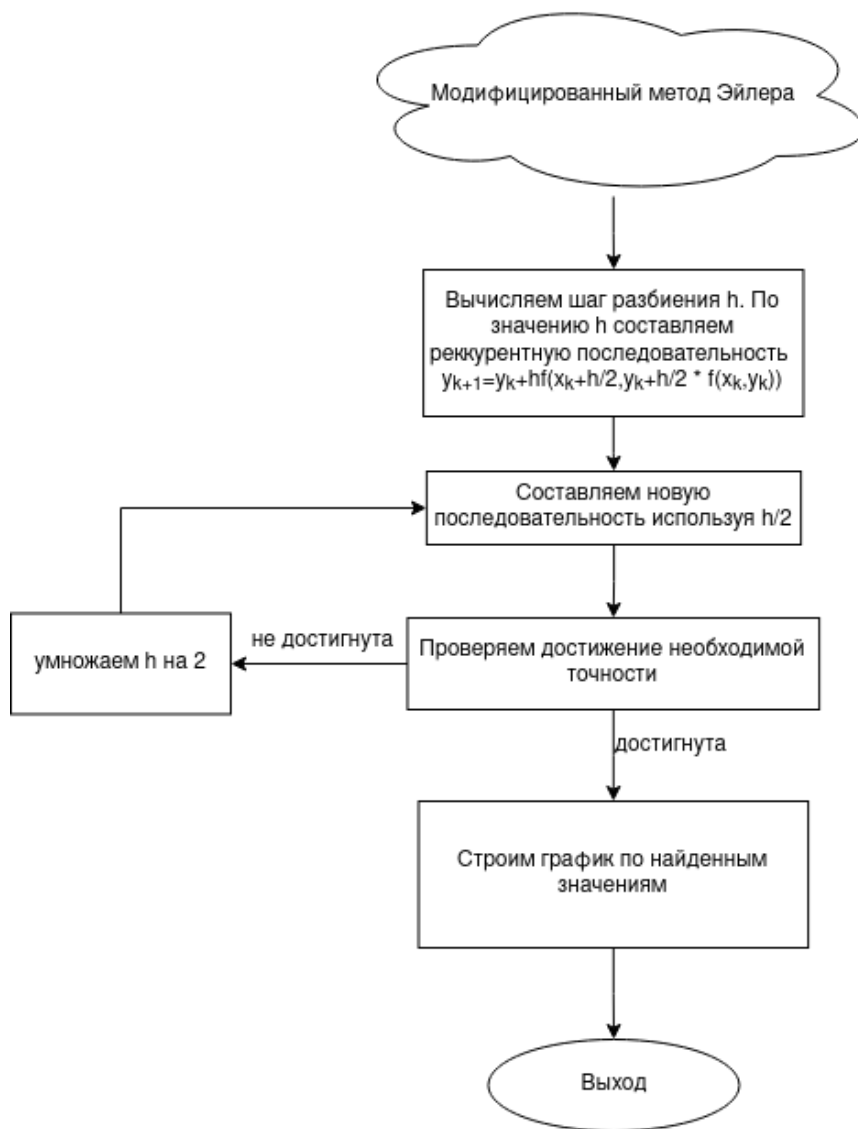 Модифицированный метод Эйлера
Вычисляем шаг разбиения h. По
значению h составляем
реккурентную последовательность
yₖ₊₁=yₖ+hf(xₖ+h/2,yₖ+h/2 * f(xₖ,yₖ))
Составляем новую
последовательность используя h/2
не достигнута
умножаем h на 2
Проверяем достижение необходимой
точности
достигнута
Строим график по найденным
значениям
Выход